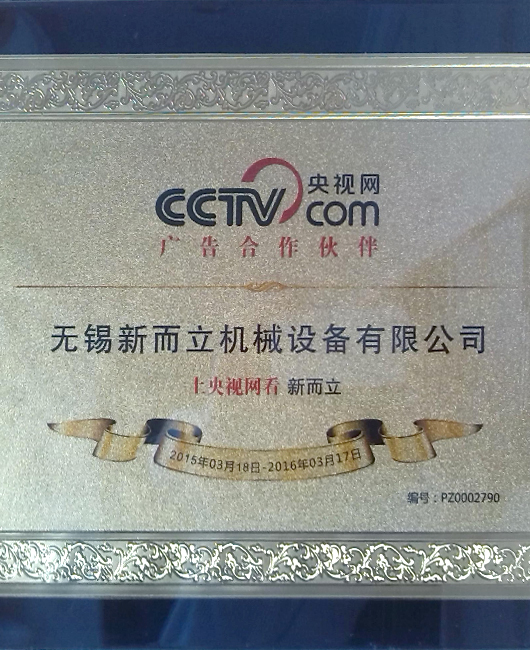 CCTV 央视网
com
广告合作伙伴
无锡新而立机械设备有限公司
上央视网看 新而立
2015年03月18日-2016年03月17日
编号：PZ0002790